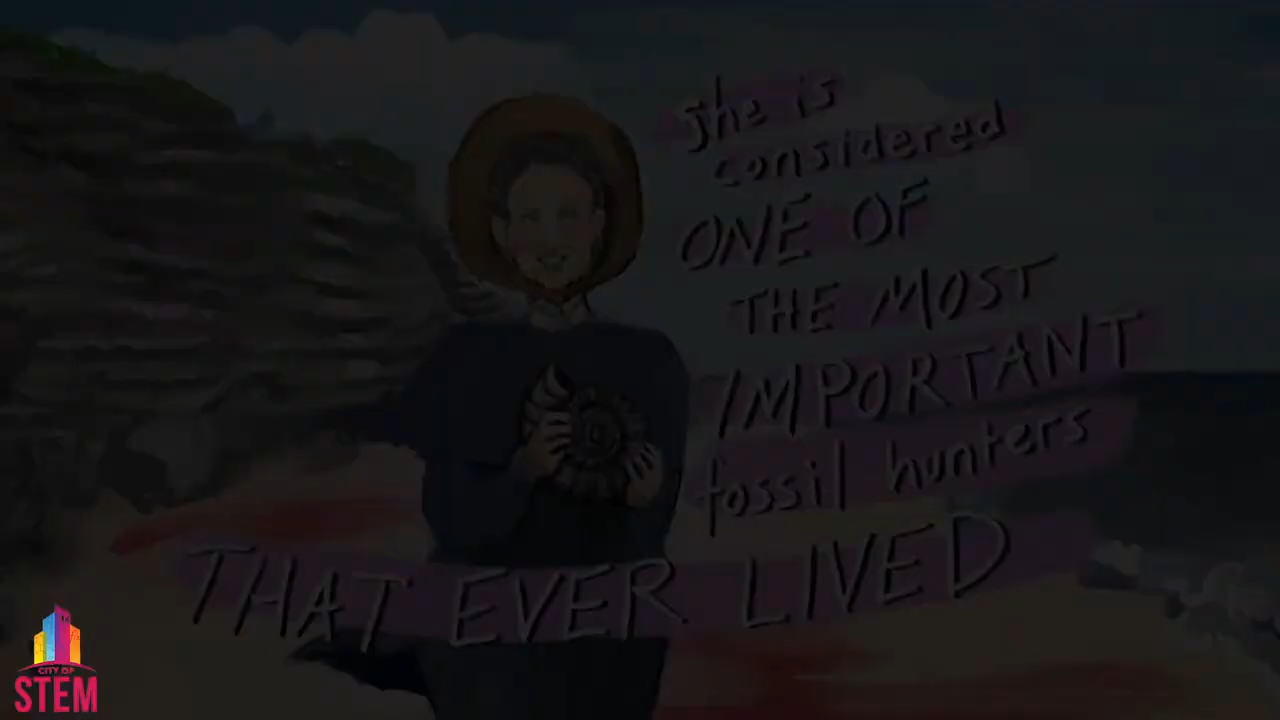 She is
considered
ONE OF
THE MOST
IMPORTANT
fossil hunters
THAT EVER LIVED
CITY OF
STEM